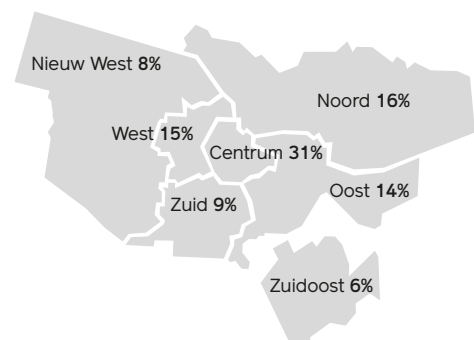 Nieuw West 8%
Noord 16%
West 15%
Centrum 31%
Oost 14%
Zuid 9%
Zuidoost 6%